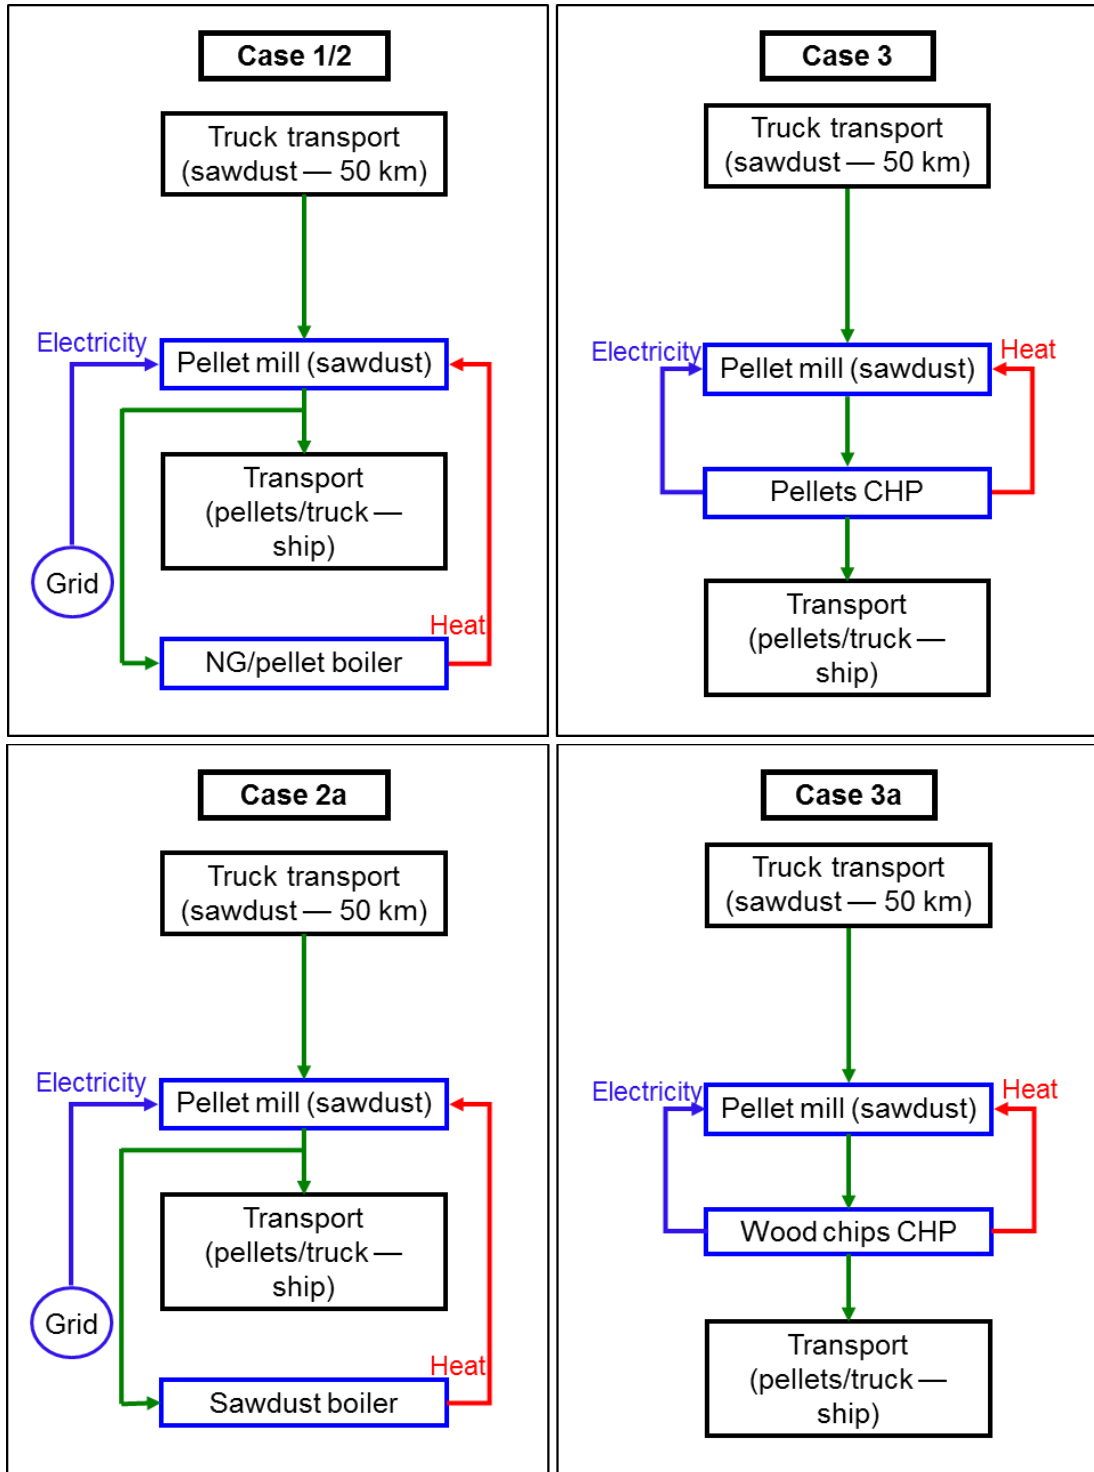 Case 1/2
Truck transport
(sawdust — 50 km)
Electricity
Pellet mill (sawdust)
Transport
(pellets/truck —
ship)
Grid
Heat
NG/pellet boiler
Case 3
Truck transport
(sawdust — 50 km)
Electricity
Heat
Pellet mill (sawdust)
Pellets CHP
Transport
(pellets/truck —
ship)
Case 2a
Truck transport
(sawdust — 50 km)
Electricity
Pellet mill (sawdust)
Transport
(pellets/truck —
ship)
Grid
Heat
Sawdust boiler
Case 3a
Truck transport
(sawdust — 50 km)
Electricity
Heat
Pellet mill (sawdust)
Wood chips CHP
Transport
(pellets/truck —
ship)